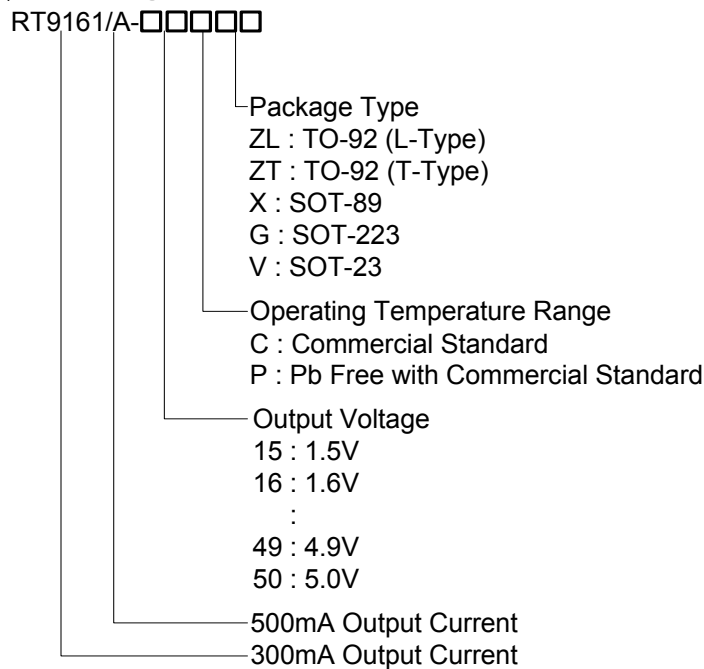 RT9161/A-□□□□□
Package Type
ZL : TO-92 (L-Type)
ZT : TO-92 (T-Type)
X : SOT-89
G : SOT-223
V : SOT-23
Operating Temperature Range
C : Commercial Standard
P : Pb Free with Commercial Standard
Output Voltage
15 : 1.5V
16 : 1.6V
:
49 : 4.9V
50 : 5.0V
500mA Output Current
300mA Output Current